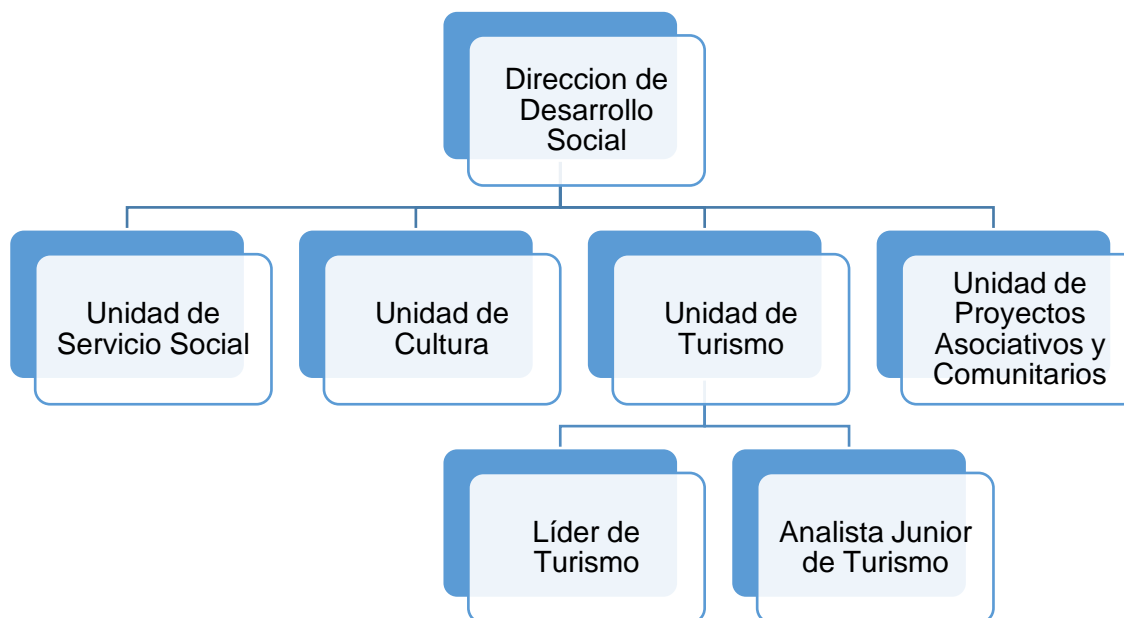 Direccion de
Desarrollo
Social
Unidad de
Servicio Social
Unidad de
Cultura
Unidad de
Turismo
Unidad de
Proyectos
Asociativos y
Comunitarios
Líder de
Turismo
Analista Junior
de Turismo